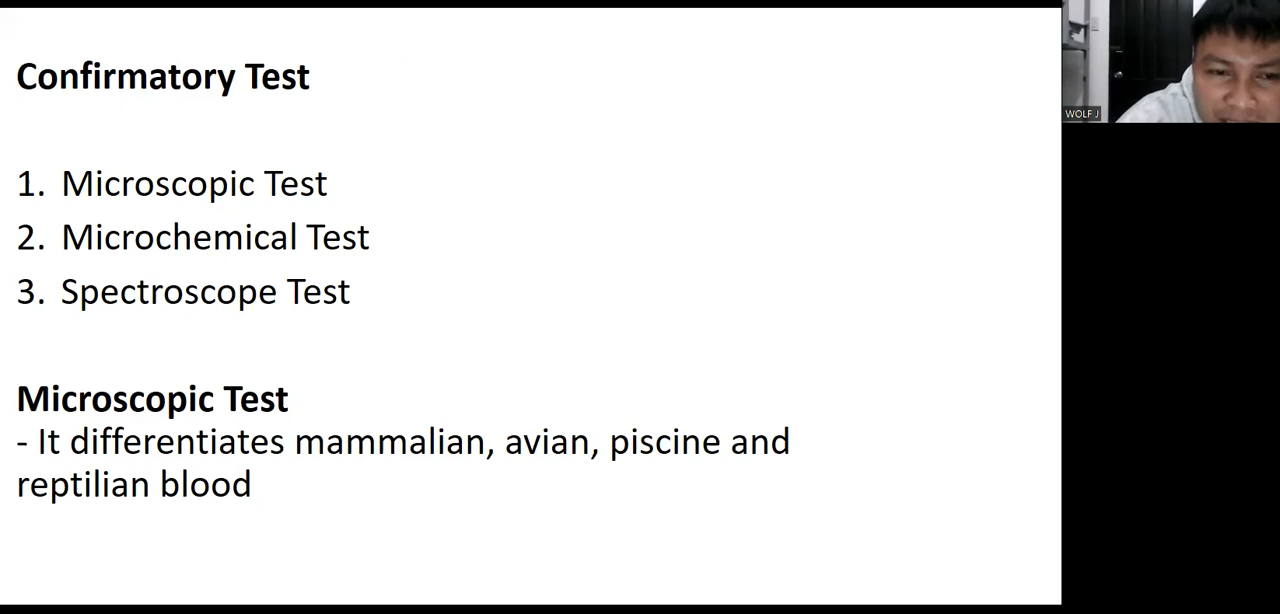 Confirmatory Test
1. Microscopic Test
2. Microchemical Test
3. Spectroscope Test
Microscopic Test
- It differentiates mammalian, avian, piscine and
reptilian blood
WOLF J